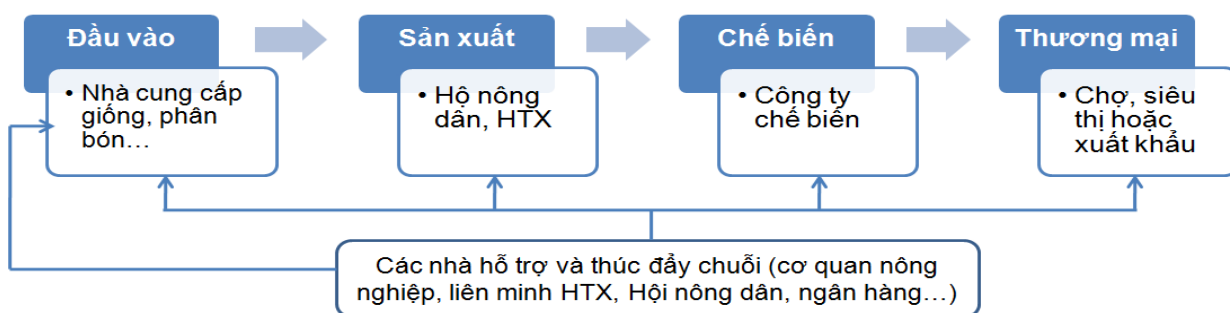 Đầu vào
Sản xuất
Chế biến
Thương mại
• Nhà cung cấp
giống, phân
bón…
• Hộ nông
dân, HTX
• Công ty
chế biến
• Chợ, siêu
thị hoặc
xuất khẩu
Các nhà hỗ trợ và thúc đẩy chuỗi (cơ quan nông
nghiệp, liên minh HTX, Hội nông dân, ngân hàng…)